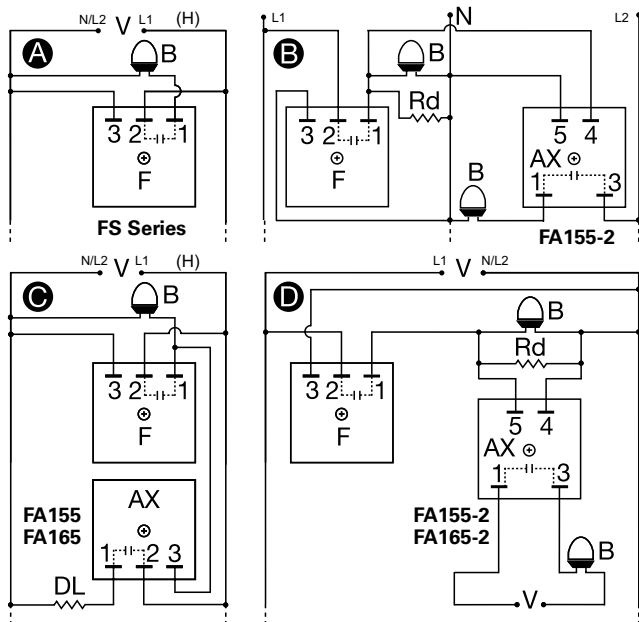 N/L2 V L1 (H)
A
B
3 2 1
F
FS Series
L1
N
L2
B
B
Rd
3 2 1
F
5 4
AX
1 3
B
FA155-2
N/L2 V L1 (H)
C
B
3 2 1
F
AX
FA155
FA165
1 2 3
DL
L1 V N/L2
D
B
Rd
3 2 1
F
5 4
AX
1 3
FA155-2
FA165-2
B
V